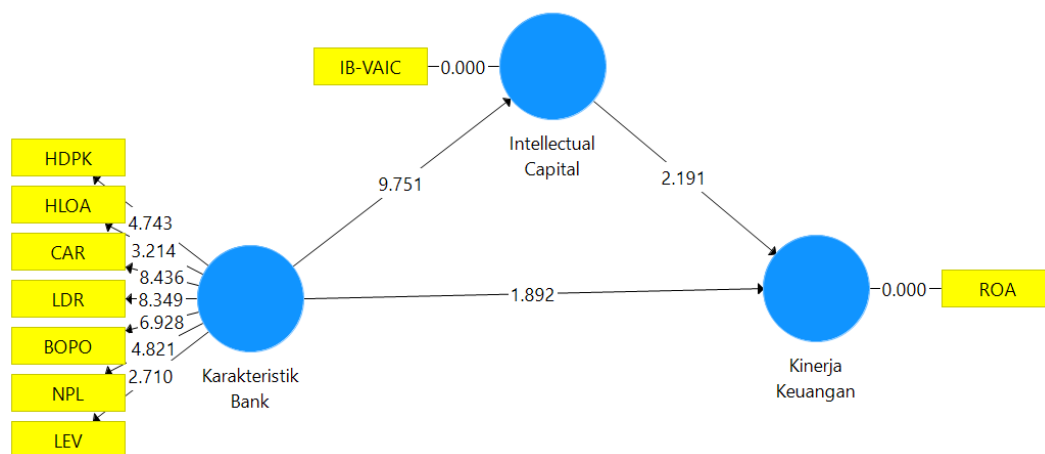 IB-VAIC
0.000
Intellectual
Capital
HDPK
HLOA
CAR
LDR
BOPO
NPL
LEV
4.743
3.214
8.436
8.349
6.928
4.821
2.710
Karakteristik
Bank
9.751
2.191
1.892
0.000
ROA
Kinerja
Keuangan